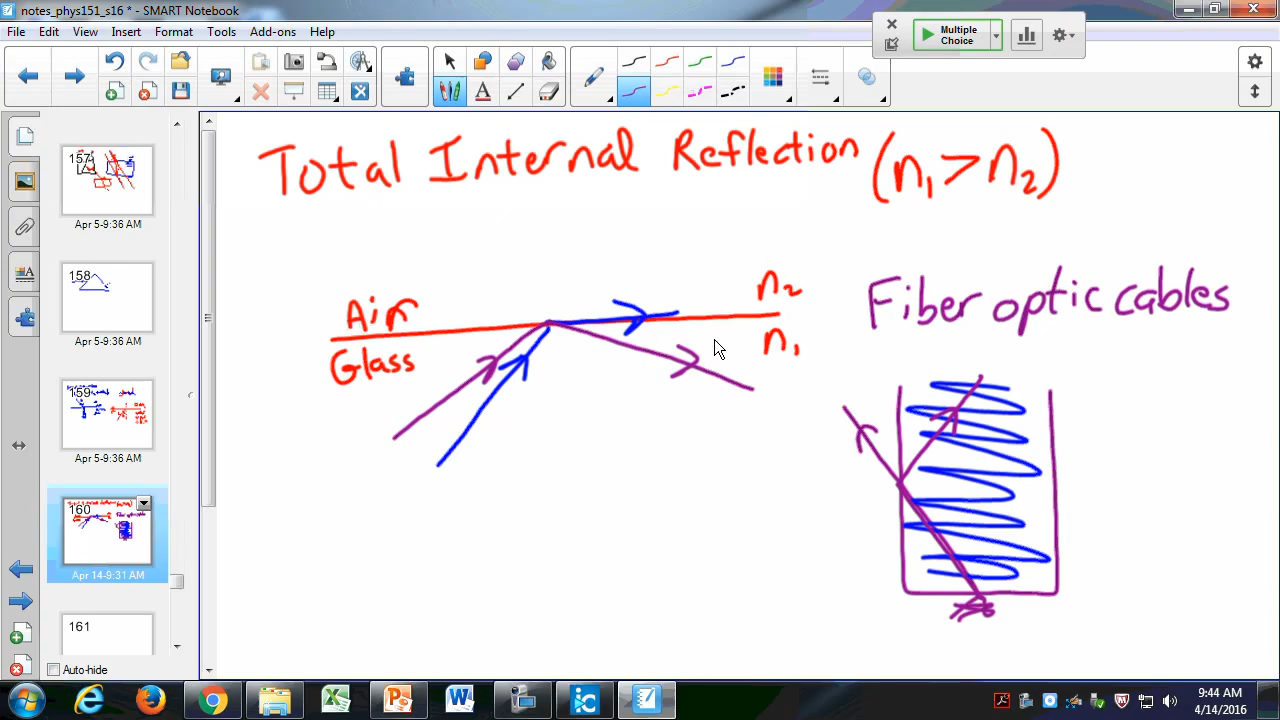 notes_phys151_s16 * - SMART Notebook
File Edit View Insert Format Tools Add-ons Help
Multiple Choice
Total Internal Reflection (n₁ > n₂)
157
Apr 5-9:36 AM
158
Apr 5-9:36 AM
159
Apr 5-9:36 AM
160
Apr 14-9:31 AM
161
Auto-hide
Air
Glass
n₂
n₁
Fiber optic cables
9:44 AM
4/14/2016